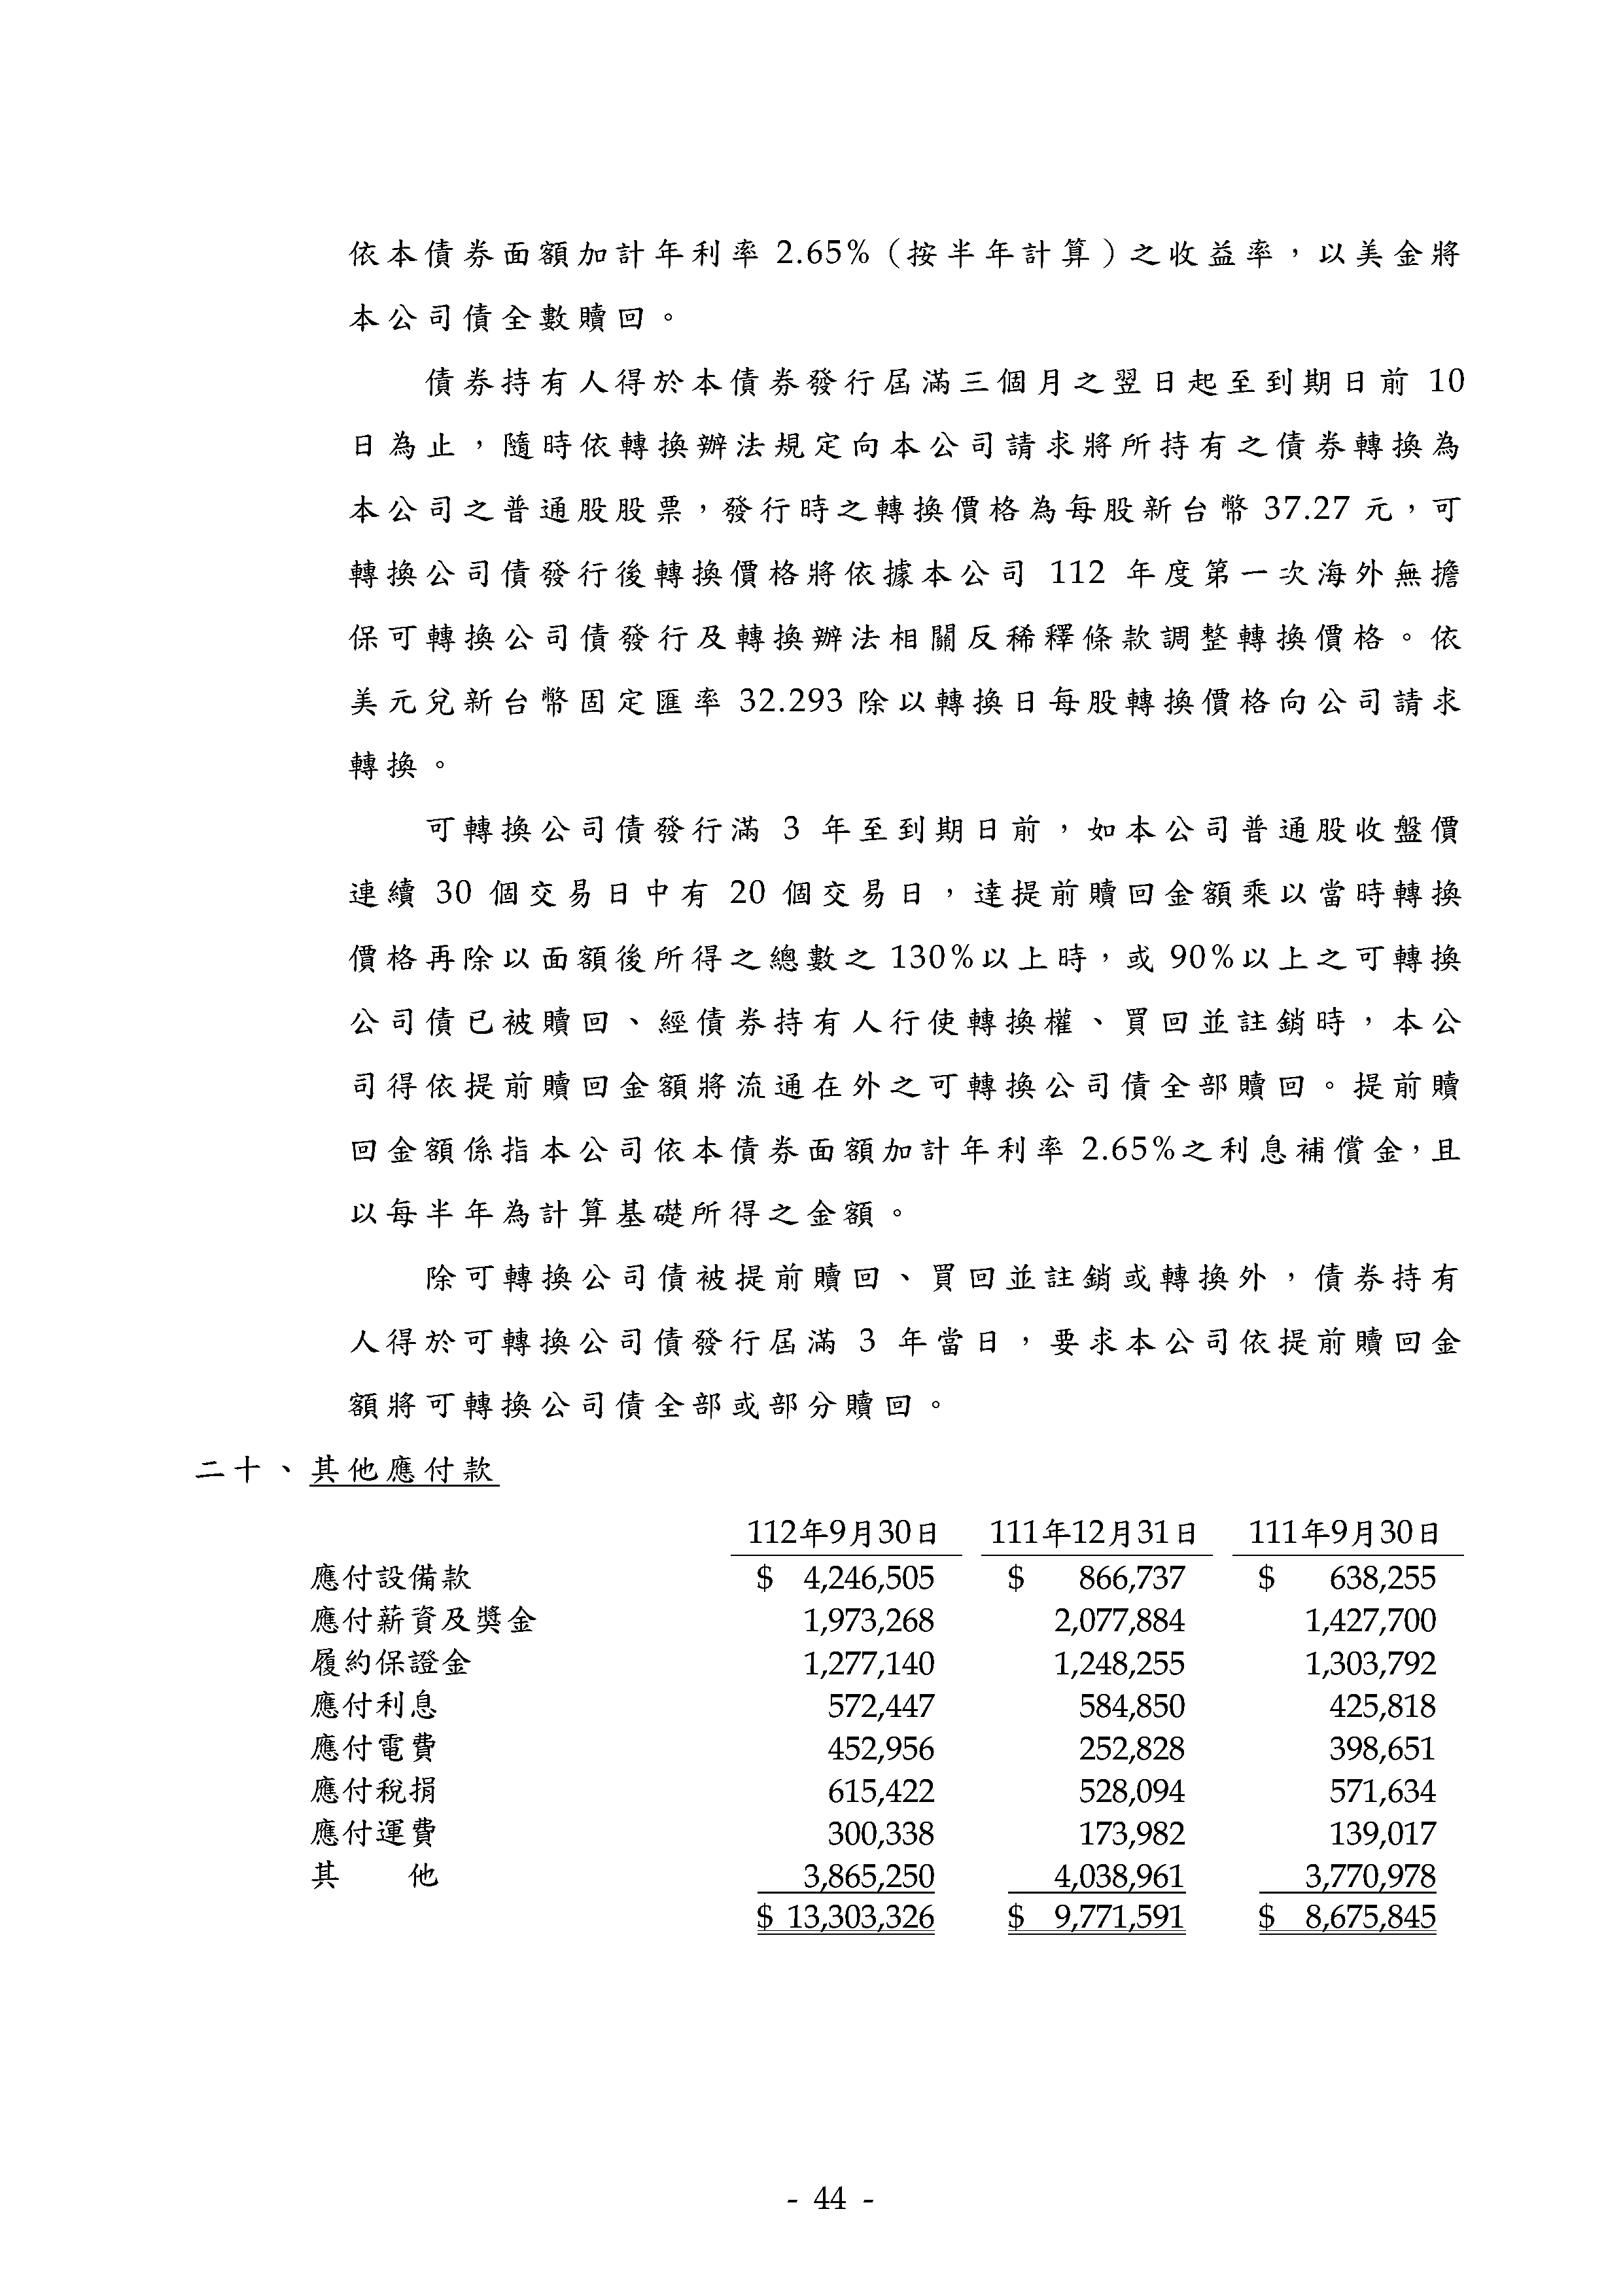 依本債券面額加計年利率 2.65%（按半年計算）之收益率，以美金將
本公司債全數贖回。
債券持有人得於本債券發行屆滿三個月之翌日起至到期日前 10
日為止，隨時依轉換辦法規定向本公司請求將所持有之債券轉換為
本公司之普通股股票，發行時之轉換價格為每股新台幣 37.27 元，可
轉換公司債發行後轉換價格將依據本公司 112 年度第一次海外無擔
保可轉換公司債發行及轉換辦法相關反稀釋條款調整轉換價格。依
美元兌新台幣固定匯率 32.293 除以轉換日每股轉換價格向公司請求
轉換。
可轉換公司債發行滿 3 年至到期日前，如本公司普通股收盤價
連續 30 個交易日中有 20 個交易日，達提前贖回金額乘以當時轉換
價格再除以面額後所得之總數之 130%以上時，或 90%以上之可轉換
公司債已被贖回、經債券持有人行使轉換權、買回並註銷時，本公
司得依提前贖回金額將流通在外之可轉換公司債全部贖回。提前贖
回金額係指本公司依本債券面額加計年利率 2.65%之利息補償金，且
以每半年為計算基礎所得之金額。
除可轉換公司債被提前贖回、買回並註銷或轉換外，債券持有
人得於可轉換公司債發行屆滿 3 年當日，要求本公司依提前贖回金
額將可轉換公司債全部或部分贖回。
二十、其他應付款
112年9月30日 111年12月31日 111年9月30日
應付設備款 $ 4,246,505 $ 866,737 $ 638,255
應付薪資及獎金 1,973,268 2,077,884 1,427,700
履約保證金 1,277,140 1,248,255 1,303,792
應付利息 572,447 584,850 425,818
應付電費 452,956 252,828 398,651
應付稅捐 615,422 528,094 571,634
應付運費 300,338 173,982 139,017
其　　他 3,865,250 4,038,961 3,770,978
$ 13,303,326 $ 9,771,591 $ 8,675,845
- 44 -